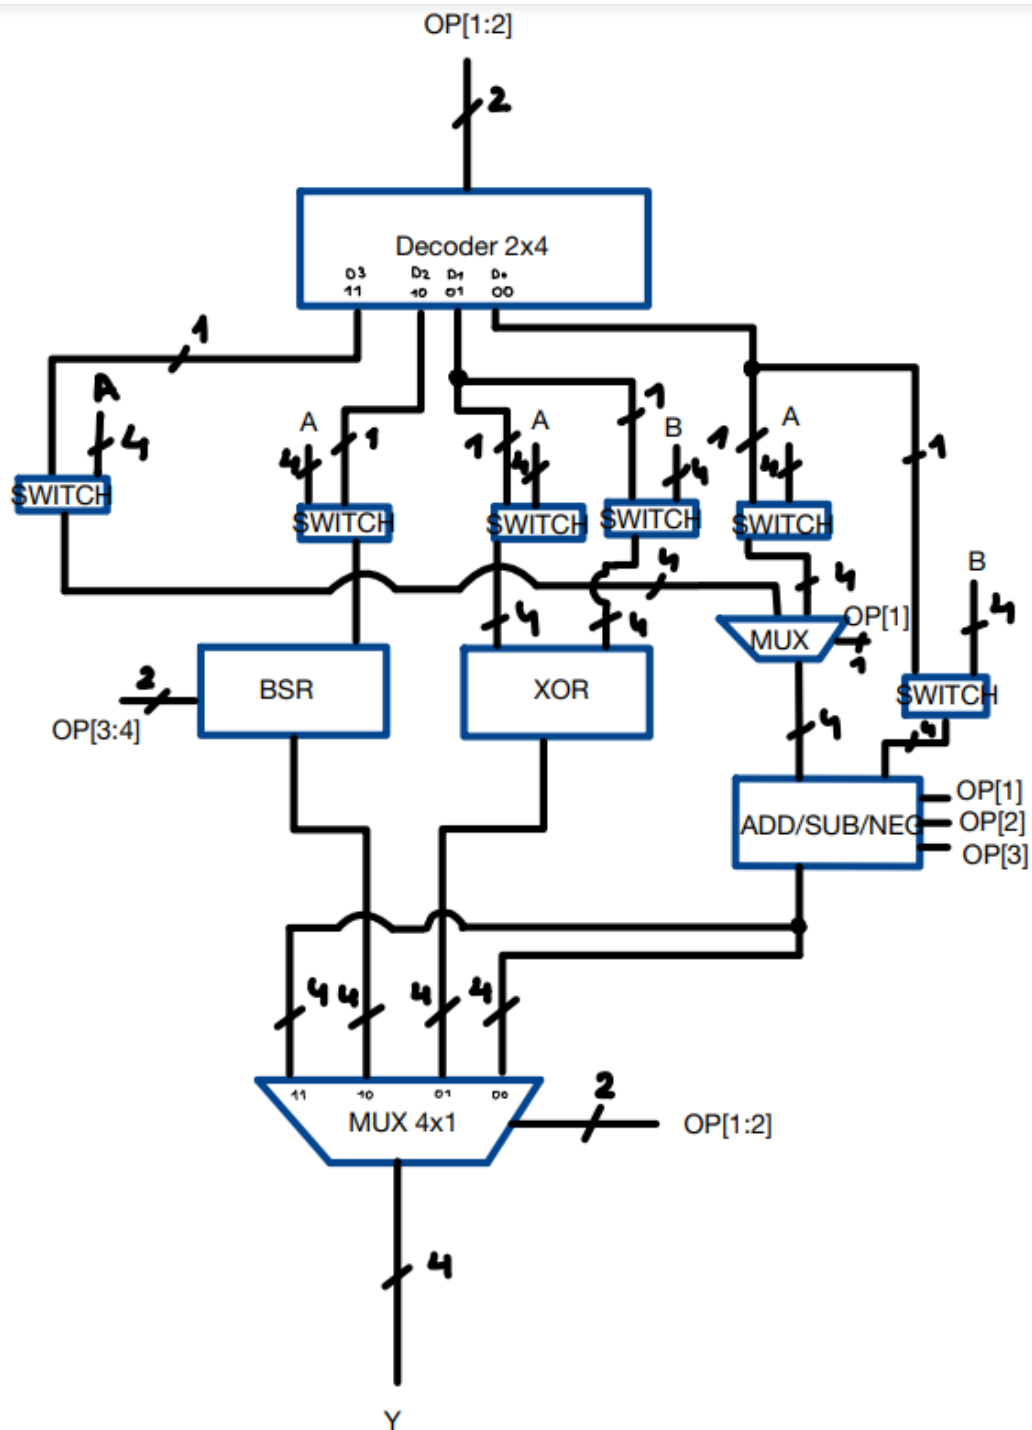 OP[1:2]
2
Decoder 2x4
D3 D2 D1 D0
11 10 01 00
1
A
4
A
4
1
1
A
4
1
B
4
1
A
4
1
SWITCH
SWITCH
SWITCH
SWITCH
SWITCH
B
4
4
4
4
4
OP[1]
1
MUX
SWITCH
2
OP[3:4]
BSR
XOR
4
4
ADD/SUB/NEG
OP[1]
OP[2]
OP[3]
4
4
4
4
11 10 01 00
MUX 4x1
2
OP[1:2]
4
Y